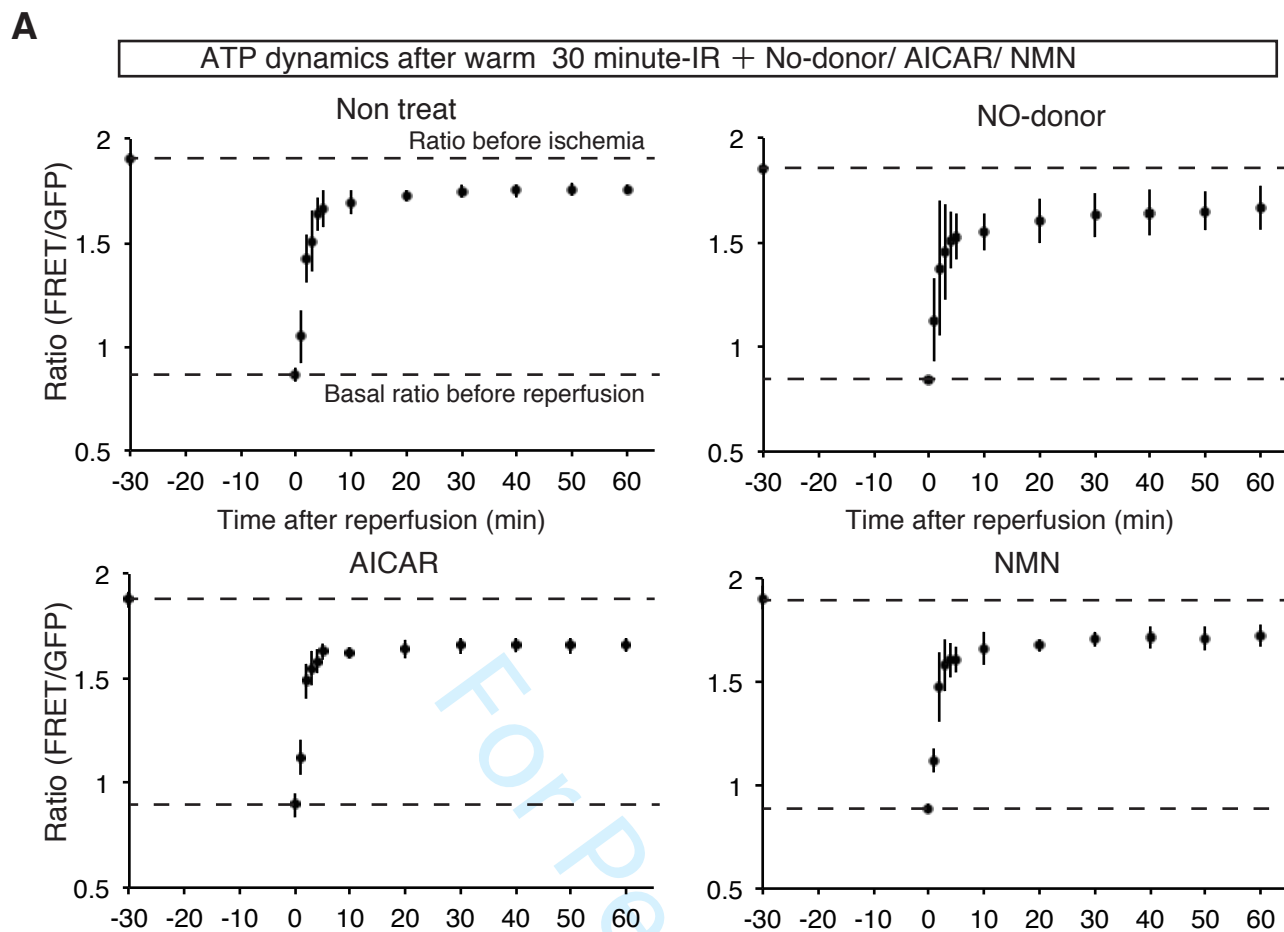 A
ATP dynamics after warm 30 minute-IR + No-donor/ AICAR/ NMN
Non treat
Ratio (FRET/GFP)
2
1.5
1
0.5
Ratio before ischemia
Basal ratio before reperfusion
-30 -20 -10 0 10 20 30 40 50 60
Time after reperfusion (min)
NO-donor
2
1.5
1
0.5
-30 -20 -10 0 10 20 30 40 50 60
Time after reperfusion (min)
AICAR
Ratio (FRET/GFP)
2
1.5
1
0.5
-30 -20 -10 0 10 20 30 40 50 60
NMN
2
1.5
1
0.5
-30 -20 -10 0 10 20 30 40 50 60
For Pe